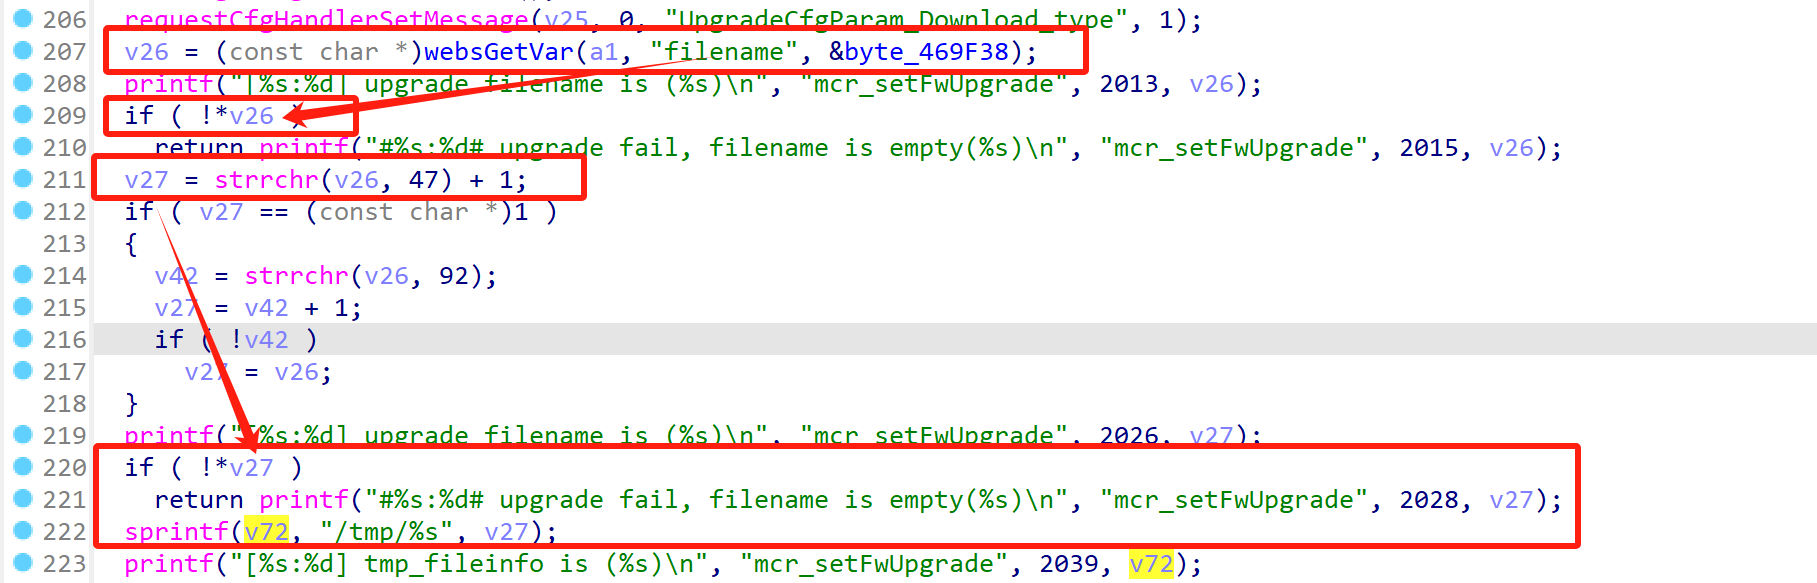 206 requestCfgHandlerSetMessage(v25, 0, "UpgradeCfgParam_Download_type", 1);
207 v26 = (const char *)websGetVar(a1, "filename", &byte_469F38);
208 printf("[%s:%d] upgrade filename is (%s)\n", "mcr_setFwUpgrade", 2013, v26);
209 if ( !*v26 )
210 return printf("#%s:%d# upgrade fail, filename is empty(%s)\n", "mcr_setFwUpgrade", 2015, v26);
211 v27 = strrchr(v26, 47) + 1;
212 if ( v27 == (const char *)1 )
213 {
214 v42 = strrchr(v26, 92);
215 v27 = v42 + 1;
216 if ( !v42 )
217 v27 = v26;
218 }
219 printf("[%s:%d] upgrade filename is (%s)\n", "mcr_setFwUpgrade", 2026, v27);
220 if ( !*v27 )
221 return printf("#%s:%d# upgrade fail, filename is empty(%s)\n", "mcr_setFwUpgrade", 2028, v27);
222 sprintf(v72, "/tmp/%s", v27);
223 printf("[%s:%d] tmp_fileinfo is (%s)\n", "mcr_setFwUpgrade", 2039, v72);